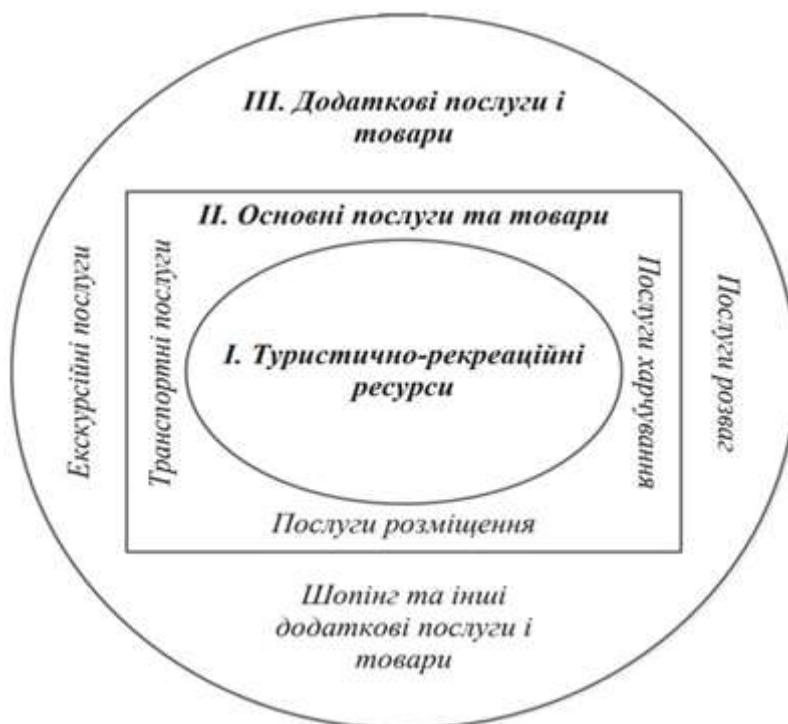 III. Додаткові послуги і
товари
II. Основні послуги та товари
Екскурсійні послуги
Транспортні послуги
I. Туристично-рекреаційні
ресурси
Послуги харчування
Послуги розваг
Послуги розміщення
Шопінг та інші
додаткові послуги і
товари